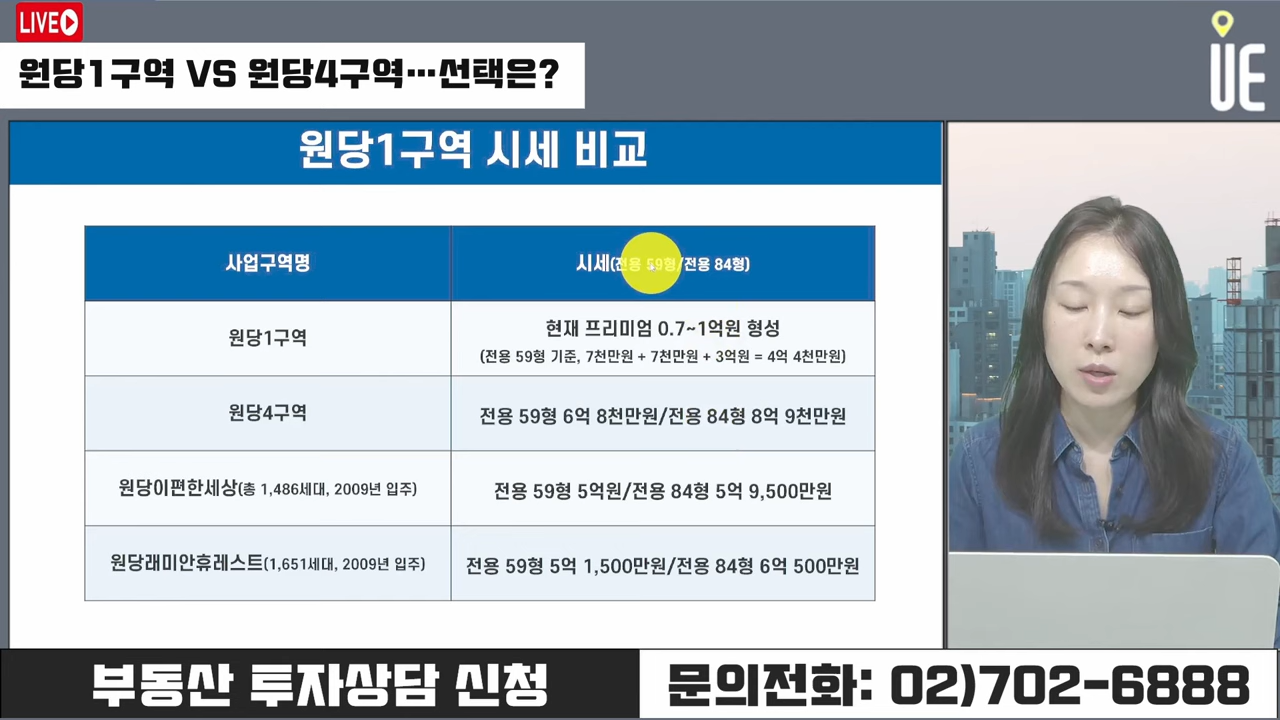 LIVE
원당1구역 VS 원당4구역…선택은?
UE
원당1구역 시세 비교
사업구역명
시세(전용 59형/전용 84형)
원당1구역
현재 프리미엄 0.7~1억원 형성
(전용 59형 기준, 7천만원 + 7천만원 + 3억원 = 4억 4천만원)
원당4구역
전용 59형 6억 8천만원/전용 84형 8억 9천만원
원당이편한세상(총 1,486세대, 2009년 입주)
전용 59형 5억원/전용 84형 5억 9,500만원
원당래미안휴레스트(1,651세대, 2009년 입주)
전용 59형 5억 1,500만원/전용 84형 6억 500만원
부동산 투자상담 신청
문의전화: 02)702-6888